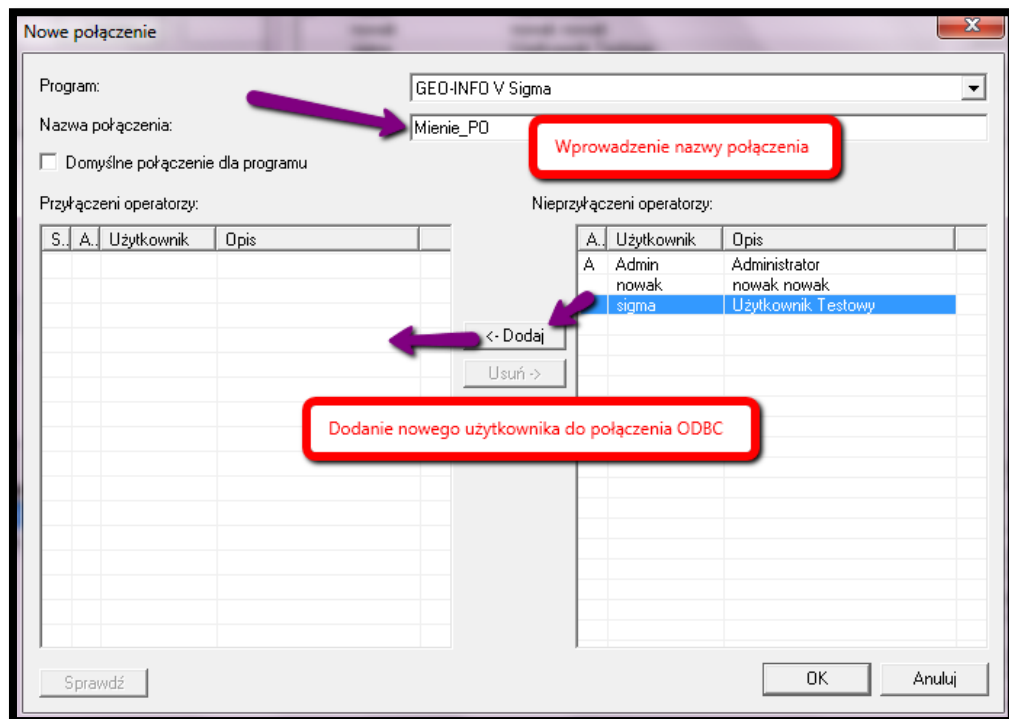 Nowe połączenie
Program:
GEO-INFO V Sigma
Nazwa połączenia:
Mienie_PO
Wprowadzenie nazwy połączenia
Domyślne połączenie dla programu
Przyłączeni operatorzy:
Nieprzyłączeni operatorzy:
S.. A.. Użytkownik Opis
A.. Użytkownik Opis
A Admin Administrator
nowak nowak nowak
sigma Użytkownik Testowy
<- Dodaj
Usuń ->
Dodanie nowego użytkownika do połączenia ODBC
Sprawdź
OK
Anuluj